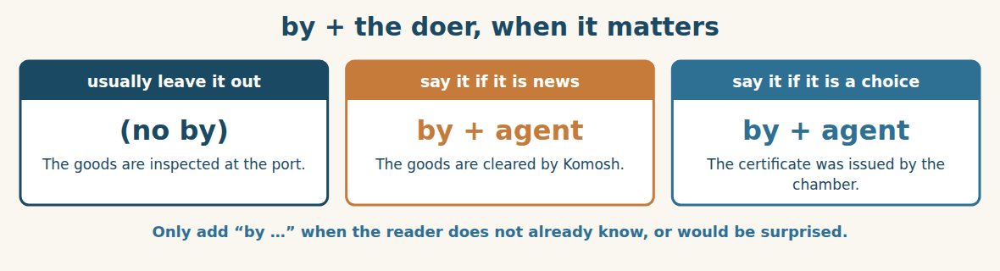 by + the doer, when it matters
usually leave it out
(no by)
The goods are inspected at the port.
say it if it is news
by + agent
The goods are cleared by Komosh.
say it if it is a choice
by + agent
The certificate was issued by the
chamber.
Only add “by …” when the reader does not already know, or would be surprised.